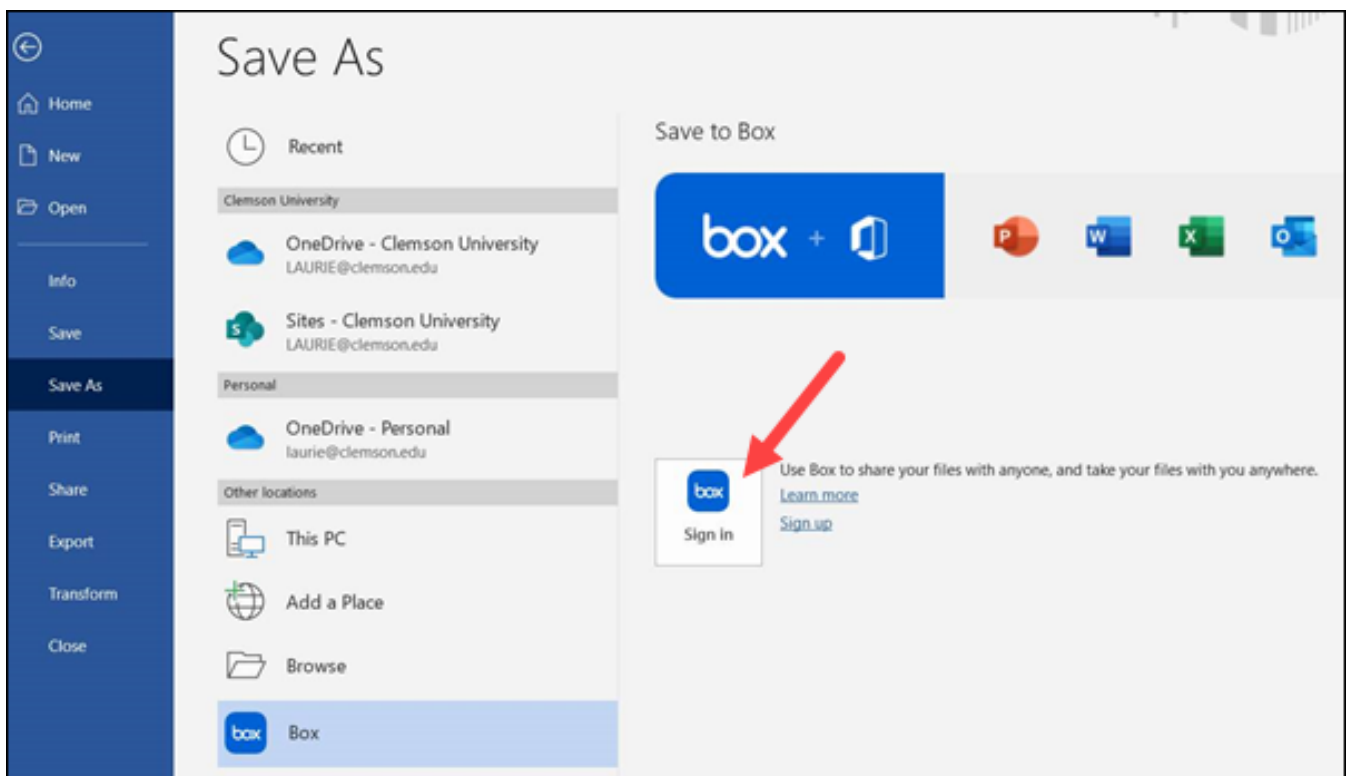 Save As
Home
New
Open
Info
Save
Save As
Print
Share
Export
Transform
Close
Recent
Clemson University
OneDrive - Clemson University
LAURIE@clemson.edu
Sites - Clemson University
LAURIE@clemson.edu
Personal
OneDrive - Personal
laurie@clemson.edu
Other locations
This PC
Add a Place
Browse
box
Box
Save to Box
box +
P
W
X
O
S
box
Sign in
Use Box to share your files with anyone, and take your files with you anywhere.
Learn more
Sign up